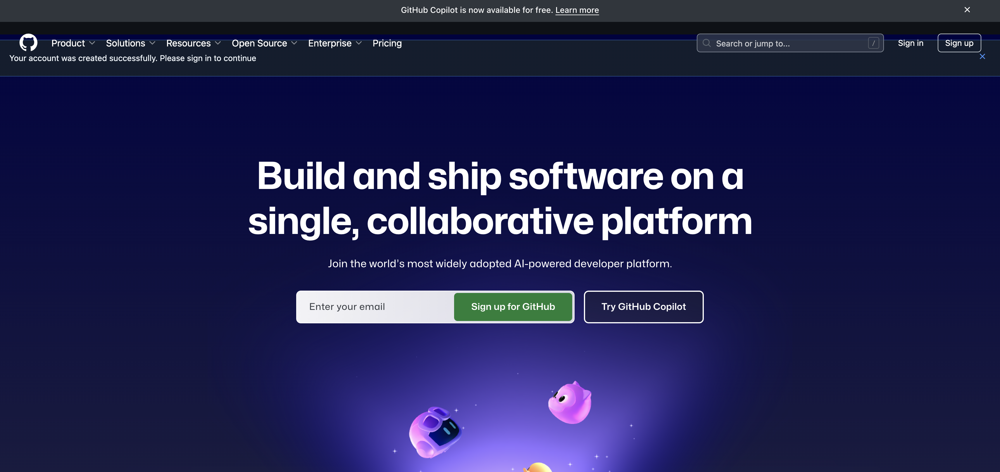 GitHub Copilot is now available for free. Learn more
Product Solutions Resources Open Source Enterprise Pricing Search or jump to... / Sign in Sign up
Your account was created successfully. Please sign in to continue
Build and ship software on a
single, collaborative platform
Join the world’s most widely adopted AI-powered developer platform.
Enter your email Sign up for GitHub Try GitHub Copilot